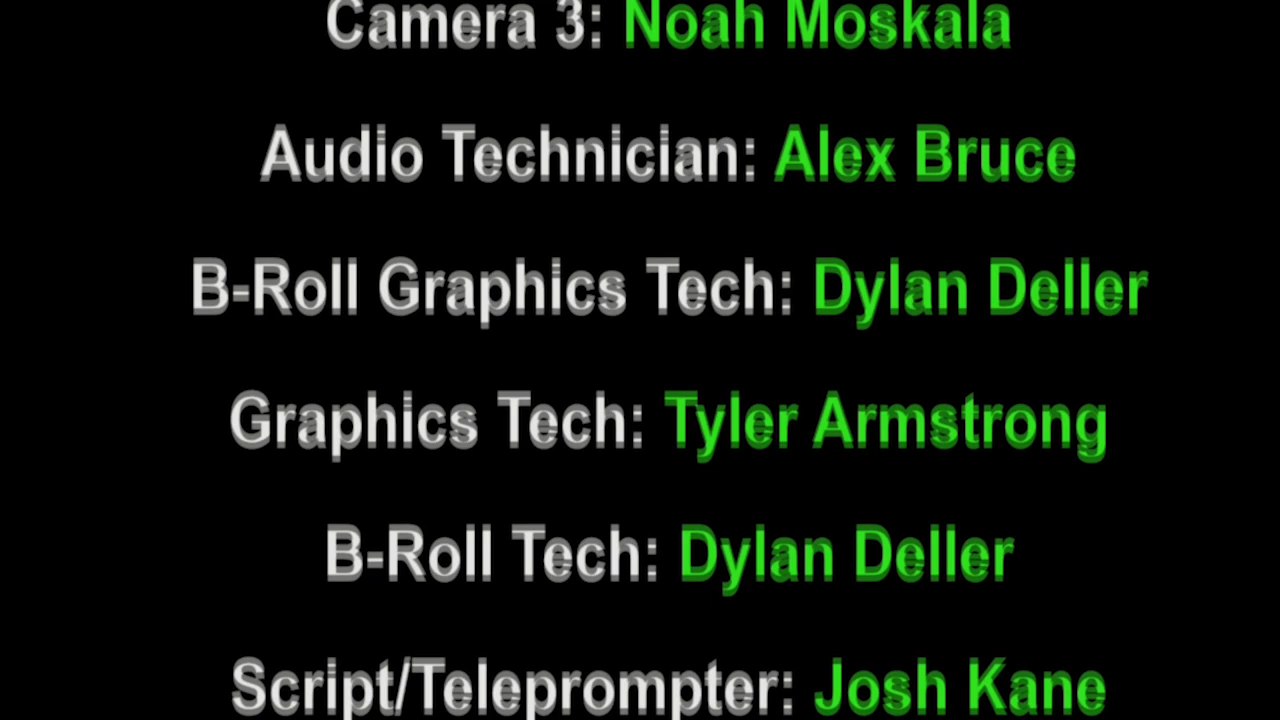 Camera 3: Noah Moskala
Audio Technician: Alex Bruce
B-Roll Graphics Tech: Dylan Deller
Graphics Tech: Tyler Armstrong
B-Roll Tech: Dylan Deller
Script/Teleprompter: Josh Kane